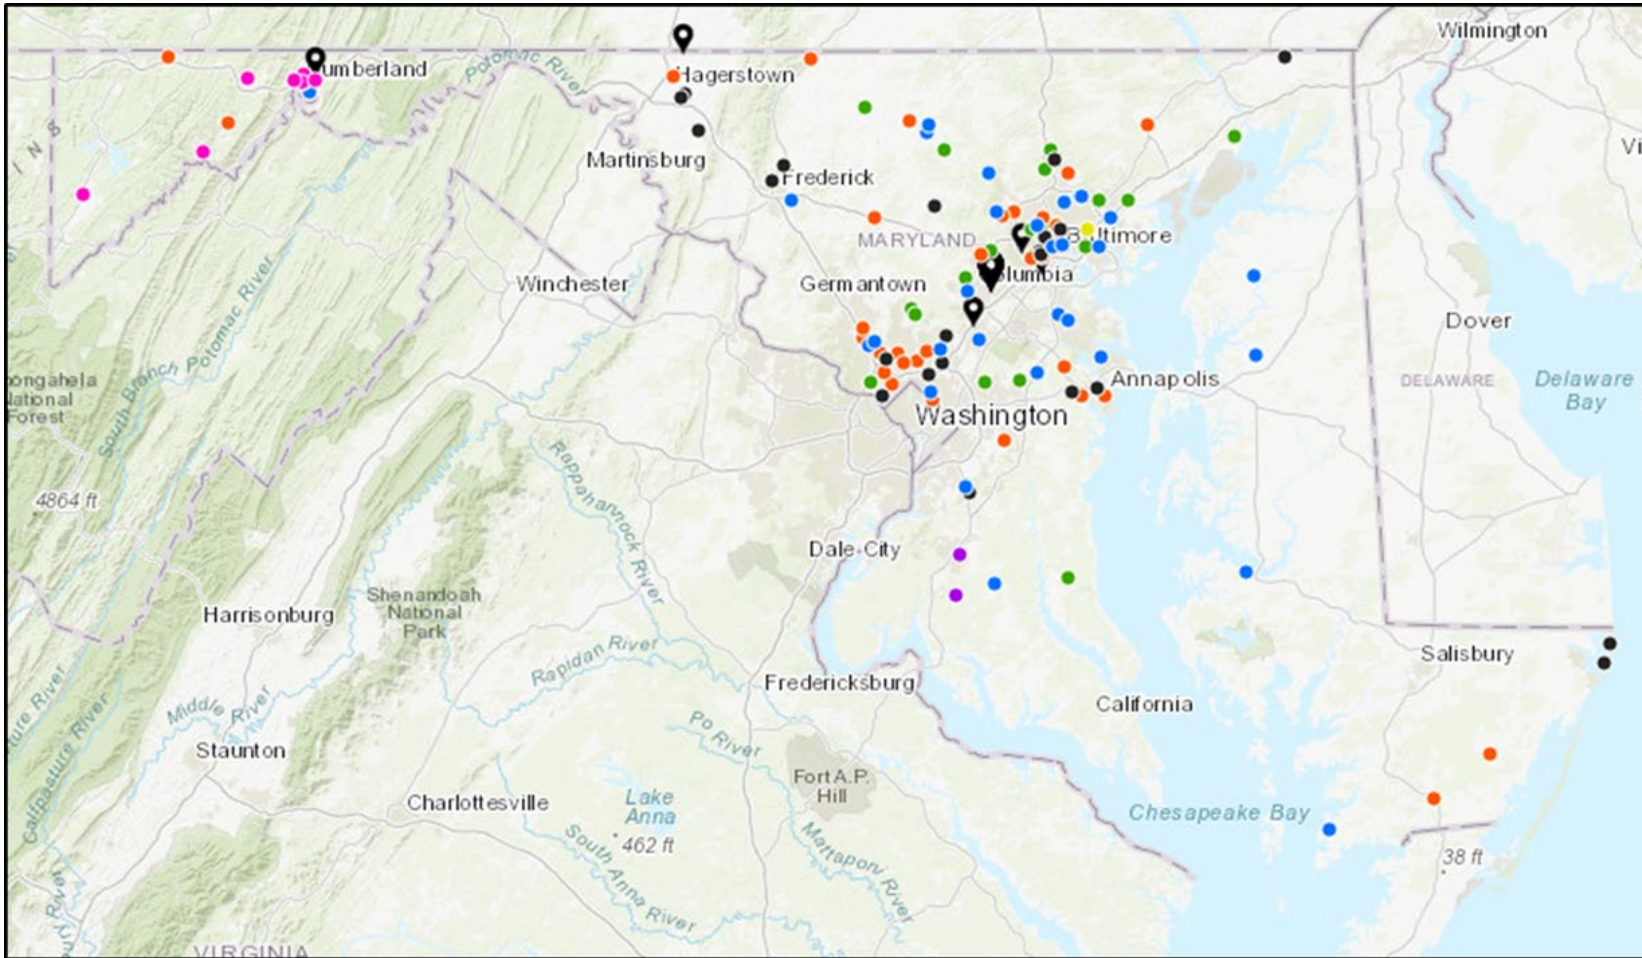 Wilmington
umberland
Potomac River
Hagerstown
Martinsburg
Frederick
MARYLAND
Baltimore
Winchester
Germantown
olumbia
Dover
South Branch Potomac River
ongahela
National
Forest
Annapolis
DELAWARE
Delaware
Bay
Washington
4864 ft
Rappahannock River
Dale City
Shenandoah
National
Park
Harrisonburg
Rapidan River
Salisbury
Fredericksburg
California
Middle River
Staunton
Calfpasture River
Po River
Fort A.P.
Hill
Charlottesville
Lake
Anna
462 ft
Chesapeake Bay
Mattaponi River
South Anna River
38 ft
VIRGINIA